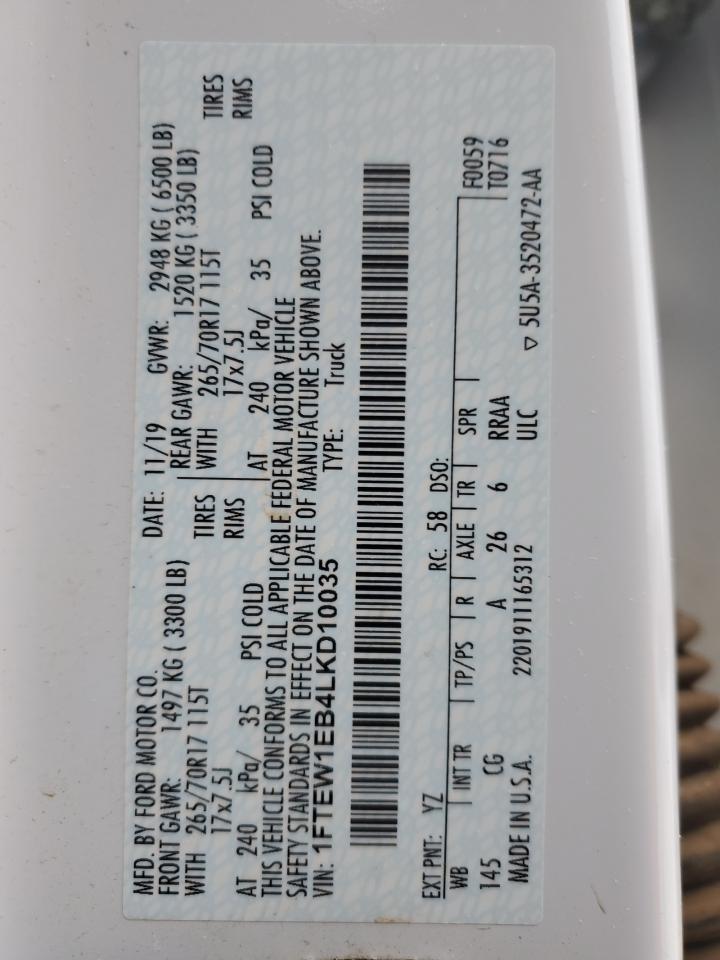 MFD. BY FORD MOTOR CO.
DATE: 11/19 GVWR: 2948 KG ( 6500 LB)
FRONT GAWR: 1497 KG ( 3300 LB) REAR GAWR: 1520 KG ( 3350 LB)
WITH 265/70R17 115T TIRES WITH 265/70R17 115T TIRES
17x7.5J RIMS 17x7.5J RIMS
AT 240 kPa/ 35 PSI COLD AT 240 kPa/ 35 PSI COLD
THIS VEHICLE CONFORMS TO ALL APPLICABLE FEDERAL MOTOR VEHICLE
SAFETY STANDARDS IN EFFECT ON THE DATE OF MANUFACTURE SHOWN ABOVE.
VIN: 1FTEW1EB4LKD10035 TYPE: Truck
EXT PNT: YZ RC: 58 DSO: F0059
WB INT TR TP/PS R AXLE TR SPR T0716
145 CG A 26 6 RRAA
MADE IN U.S.A. 2201911165312 ULC
▽ 5U5A-3520472-AA